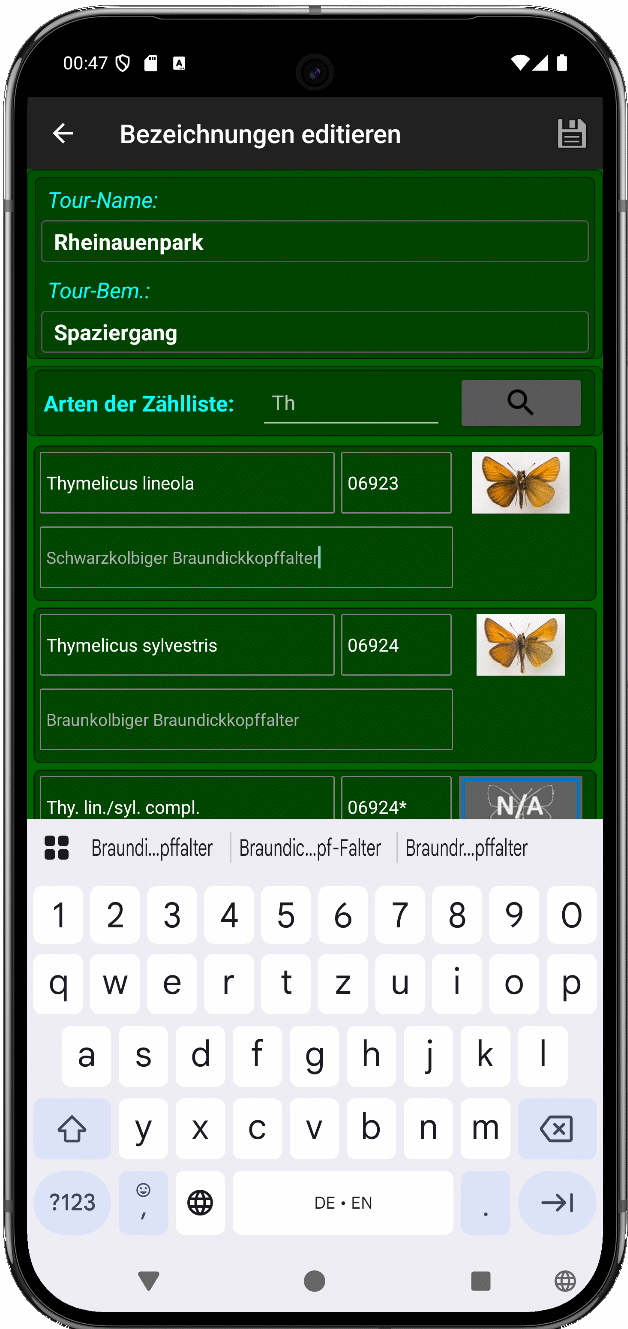 00:47
Bezeichnungen editieren
Tour-Name:
Rheinauenpark
Tour-Bem.:
Spaziergang
Arten der Zählliste: Th
Thymelicus lineola 06923
Schwarzkolbiger Braundickkopffalter
Thymelicus sylvestris 06924
Braunkolbiger Braundickkopffalter
Thy. lin./syl. compl. 06924* N/A
Braundi...pffalter Braundic...pf-Falter Braundr...pffalter
1 2 3 4 5 6 7 8 9 0
q w e r t z u i o p
a s d f g h j k l
y x c v b n m
?123 , DE • EN .